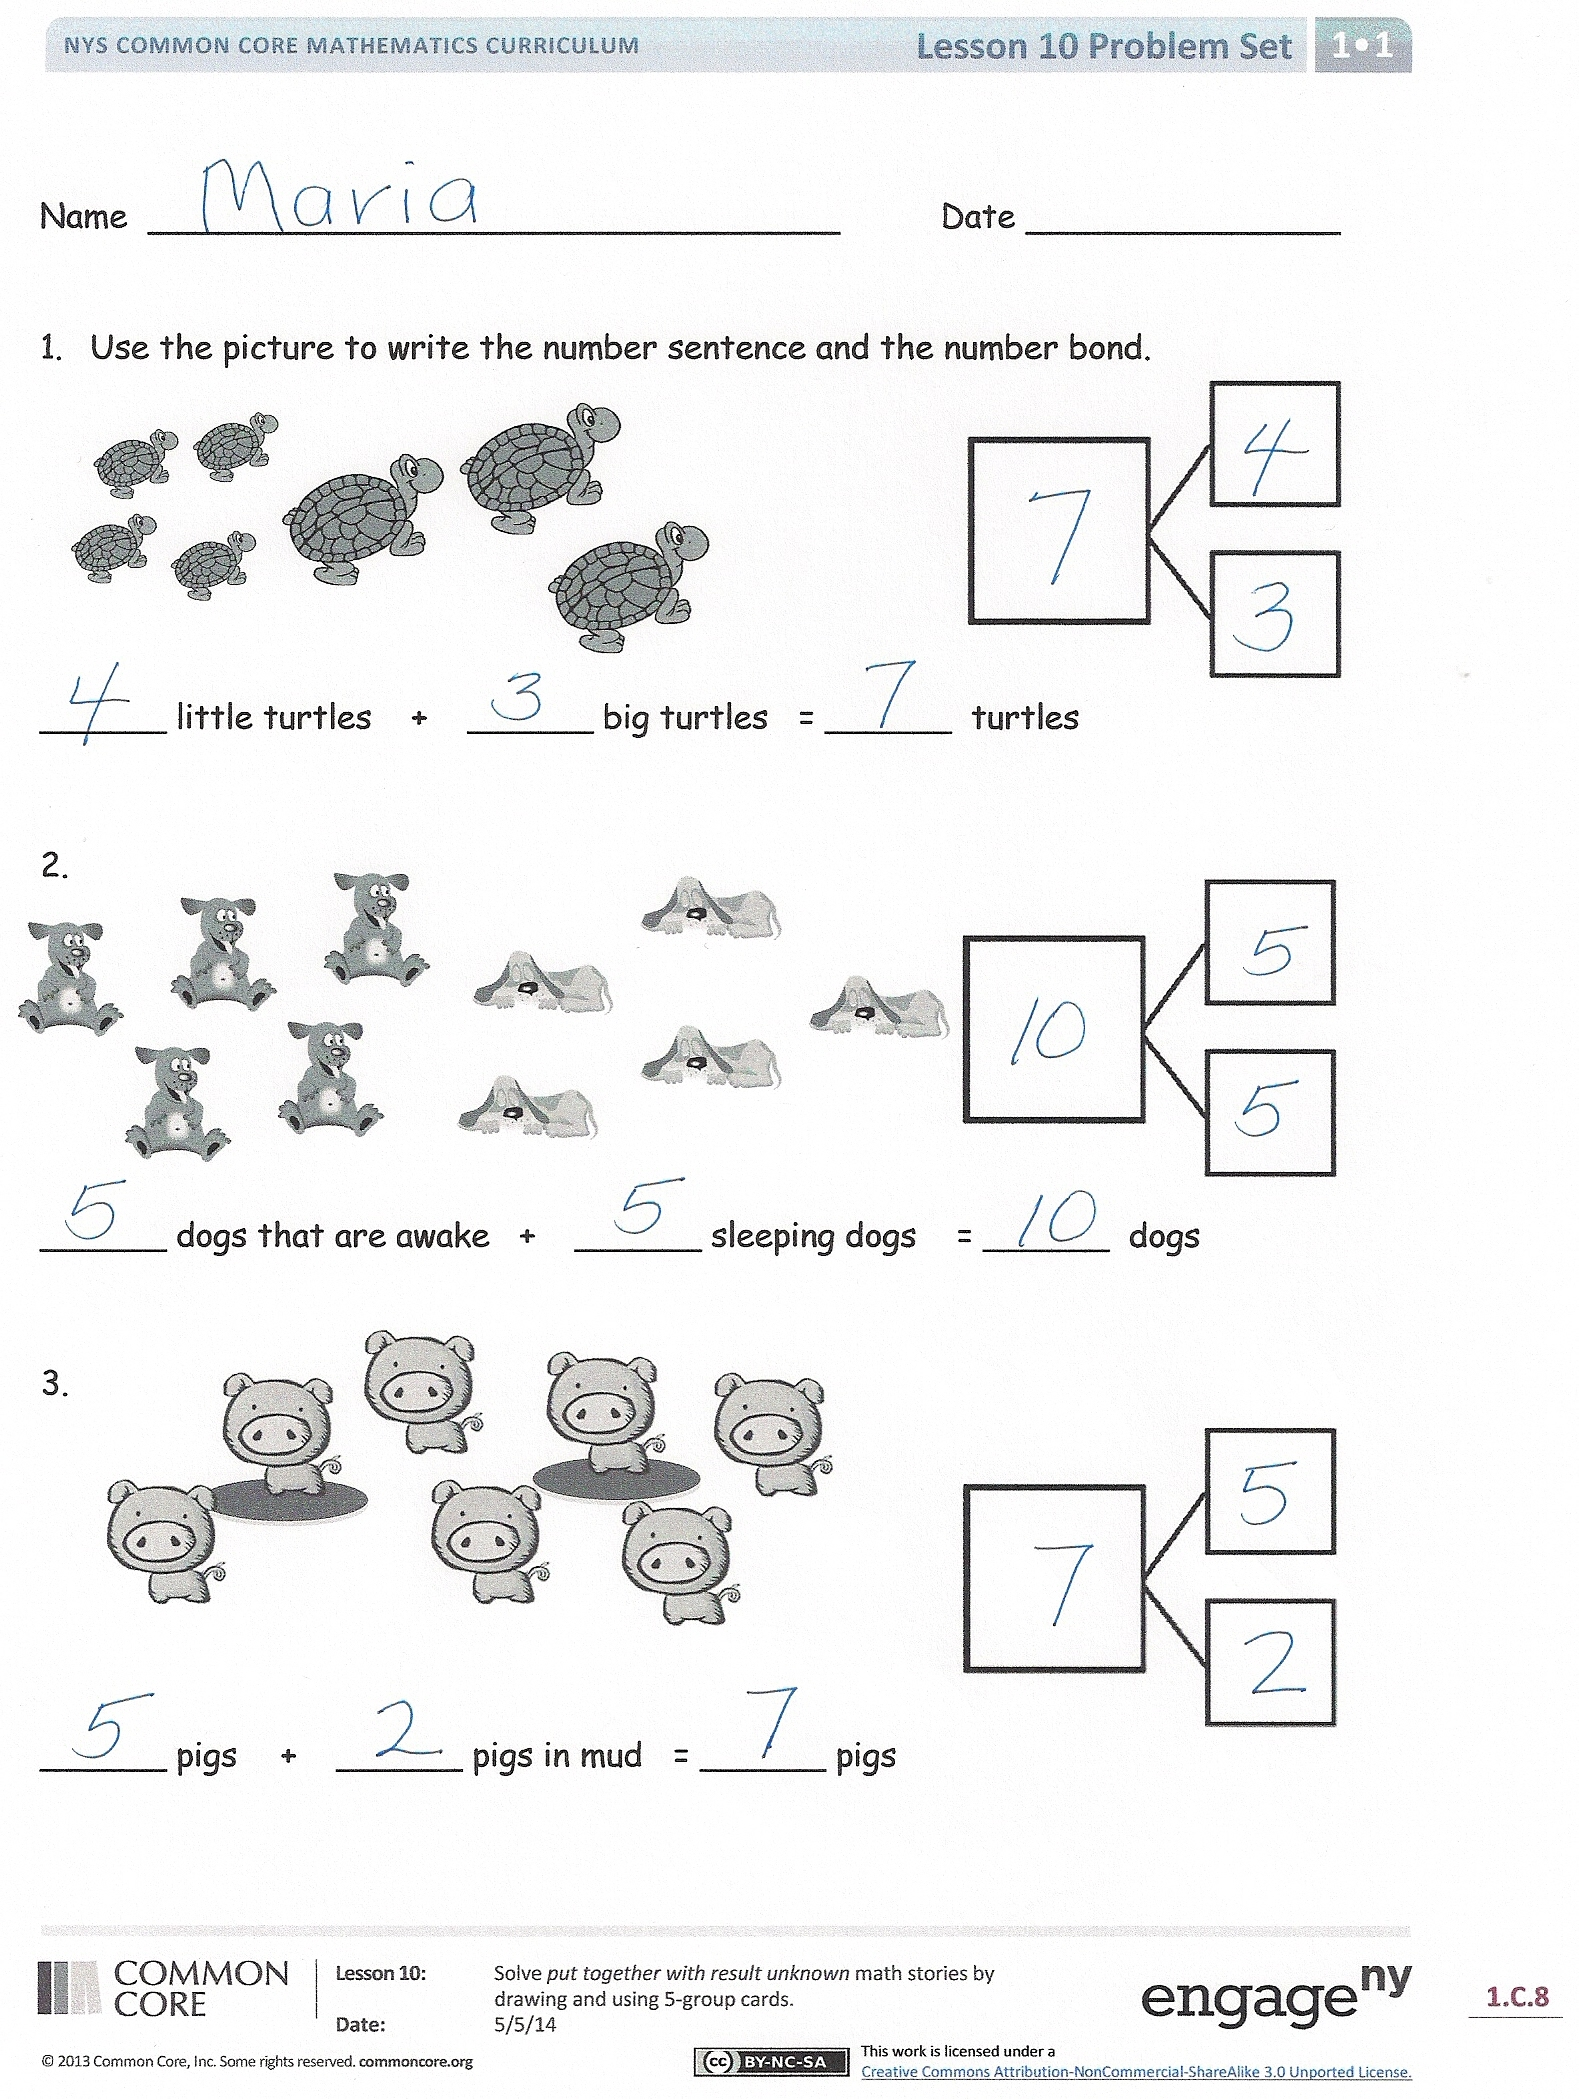 NYS COMMON CORE MATHEMATICS CURRICULUM Lesson 10 Problem Set 1•1
Name Maria Date
1. Use the picture to write the number sentence and the number bond.
4
7
3
4 little turtles + 3 big turtles = 7 turtles
2.
5
10
5
5 dogs that are awake + 5 sleeping dogs = 10 dogs
3.
5
7
2
5 pigs + 2 pigs in mud = 7 pigs
COMMON CORE
Lesson 10: Solve put together with result unknown math stories by
drawing and using 5-group cards.
Date: 5/5/14
engageny
1.C.8
© 2013 Common Core, Inc. Some rights reserved. commoncore.org
cc BY-NC-SA
This work is licensed under a
Creative Commons Attribution-NonCommercial-ShareAlike 3.0 Unported License.